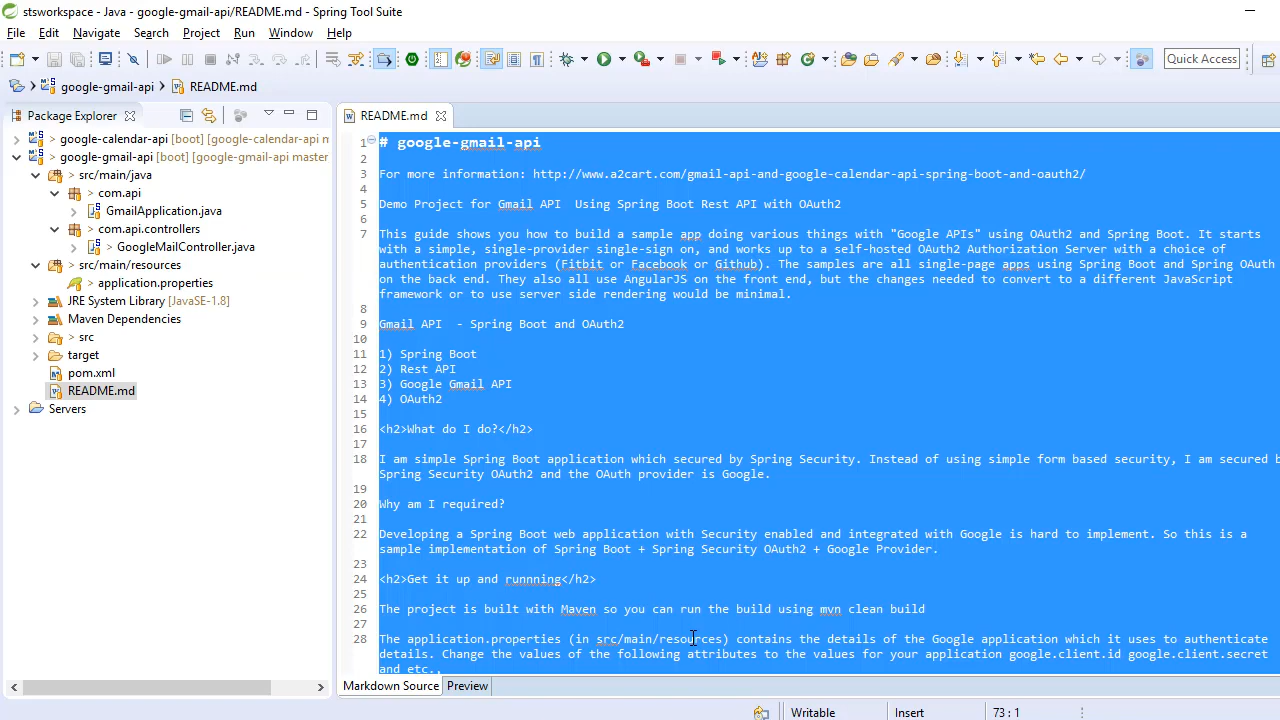 stsworkspace - Java - google-gmail-api/README.md - Spring Tool Suite
File Edit Navigate Search Project Run Window Help
Quick Access
google-gmail-api README.md
Package Explorer
> google-calendar-api [boot] [google-calendar-api m
> google-gmail-api [boot] [google-gmail-api master
> src/main/java
com.api
GmailApplication.java
> com.api.controllers
> GoogleMailController.java
> src/main/resources
application.properties
JRE System Library [JavaSE-1.8]
Maven Dependencies
> src
target
pom.xml
README.md
Servers
README.md
1 # google-gmail-api
2
3 For more information: http://www.a2cart.com/gmail-api-and-google-calendar-api-spring-boot-and-oauth2/
4
5 Demo Project for Gmail API  Using Spring Boot Rest API with OAuth2
6
7 This guide shows you how to build a sample app doing various things with "Google APIs" using OAuth2 and Spring Boot. It starts
with a simple, single-provider single-sign on, and works up to a self-hosted OAuth2 Authorization Server with a choice of
authentication providers (Fitbit or Facebook or Github). The samples are all single-page apps using Spring Boot and Spring OAuth
on the back end. They also all use AngularJS on the front end, but the changes needed to convert to a different JavaScript
framework or to use server side rendering would be minimal.
8
9 Gmail API  - Spring Boot and OAuth2
10
11 1) Spring Boot
12 2) Rest API
13 3) Google Gmail API
14 4) OAuth2
15
16 <h2>What do I do?</h2>
17
18 I am simple Spring Boot application which secured by Spring Security. Instead of using simple form based security, I am secured b
Spring Security OAuth2 and the OAuth provider is Google.
19
20 Why am I required?
21
22 Developing a Spring Boot web application with Security enabled and integrated with Google is hard to implement. So this is a
sample implementation of Spring Boot + Spring Security OAuth2 + Google Provider.
23
24 <h2>Get it up and runnning</h2>
25
26 The project is built with Maven so you can run the build using mvn clean build
27
28 The application.properties (in src/main/resources) contains the details of the Google application which it uses to authenticate
details. Change the values of the following attributes to the values for your application google.client.id google.client.secret
and etc.,
Markdown Source Preview
Writable Insert 73 : 1